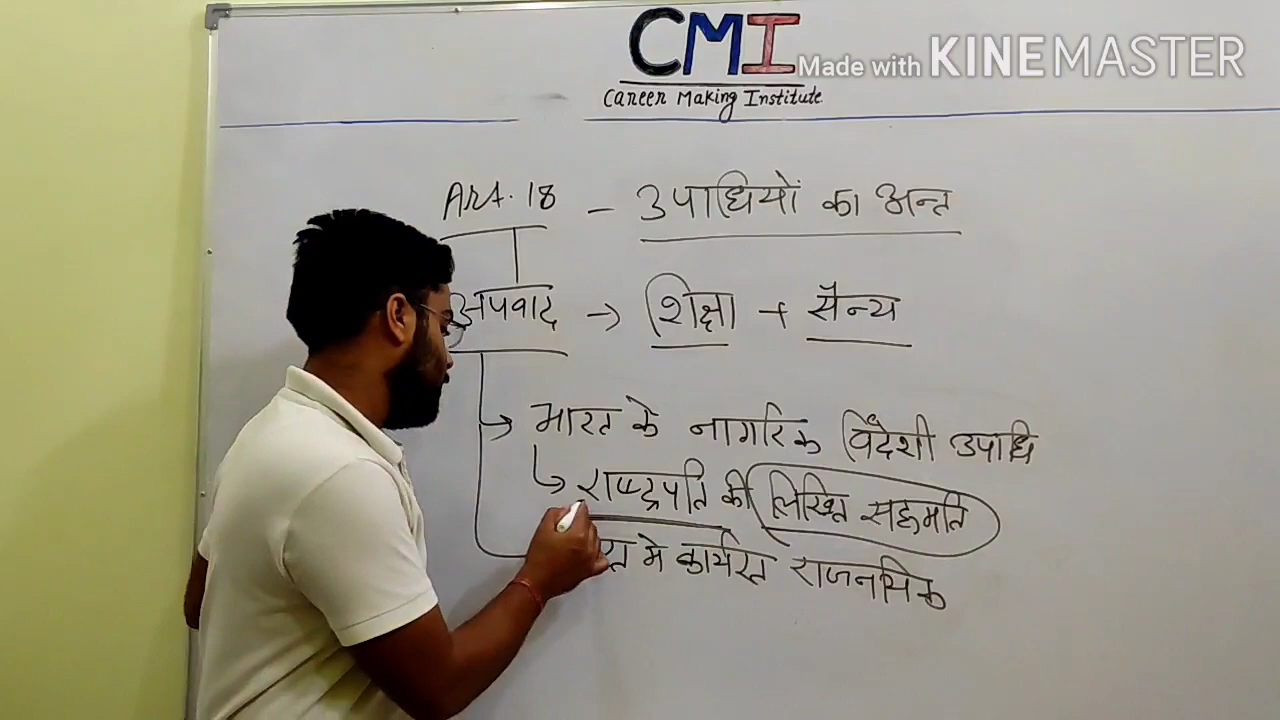 CMI
Made with KINEMASTER
Career Making Institute
Art. 18 - उपाधियों का अन्त
अपवाद → शिक्षा + सैन्य
→ भारत के नागरिक विदेशी उपाधि
↳ राष्ट्रपति की लिखित सहमति
मे कार्यरत राजनयिक